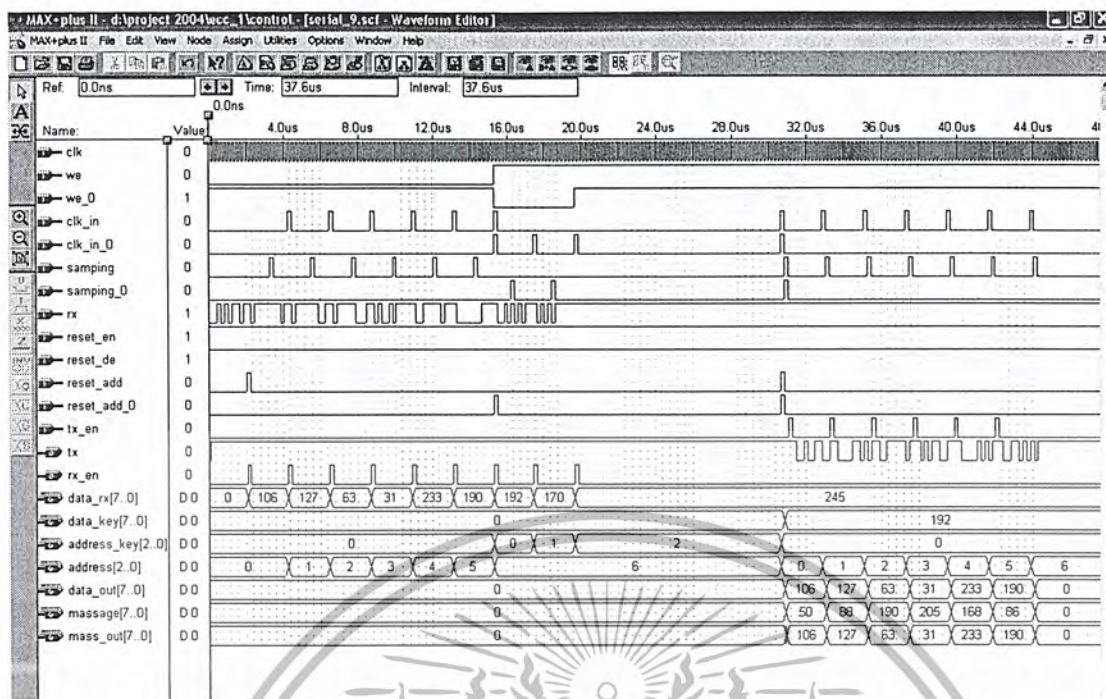 MAX+plus II - d:\project 2004\wcc_1\control - [serial_9.scf - Waveform Editor]
MAX+plus II File Edit View Node Assign Utilities Options Window Help
Ref: 0.0ns Time: 37.6us Interval: 37.6us
0.0ns
Name: Value: 4.0us 8.0us 12.0us 16.0us 20.0us 24.0us 28.0us 32.0us 36.0us 40.0us 44.0us
clk 0
we 0
we_0 1
clk_in 0
clk_in_0 0
samping 0
samping_0 0
rx 1
reset_en 1
reset_de 1
reset_add 0
reset_add_0 0
tx_en 0
tx 0
rx_en 0
data_rx[7..0] D 0 0 106 127 63 31 233 190 192 170 245
data_key[7..0] D 0 0 192
address_key[2..0] D 0 0 0 1 2 0
address[2..0] D 0 0 1 2 3 4 5 6 0 1 2 3 4 5 6
data_out[7..0] D 0 0 106 127 63 31 233 190 0
massage[7..0] D 0 0 50 88 190 205 168 86 0
mass_out[7..0] D 0 0 106 127 63 31 233 190 0